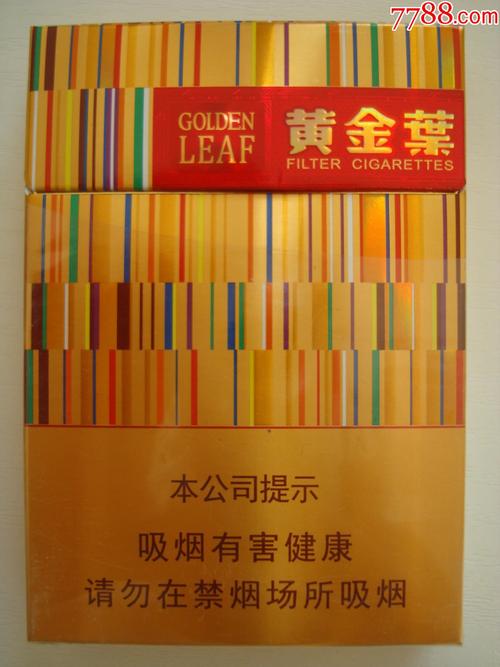 7788.com
GOLDEN
LEAF
黄金葉
FILTER CIGARETTES
本公司提示
吸烟有害健康
请勿在禁烟场所吸烟